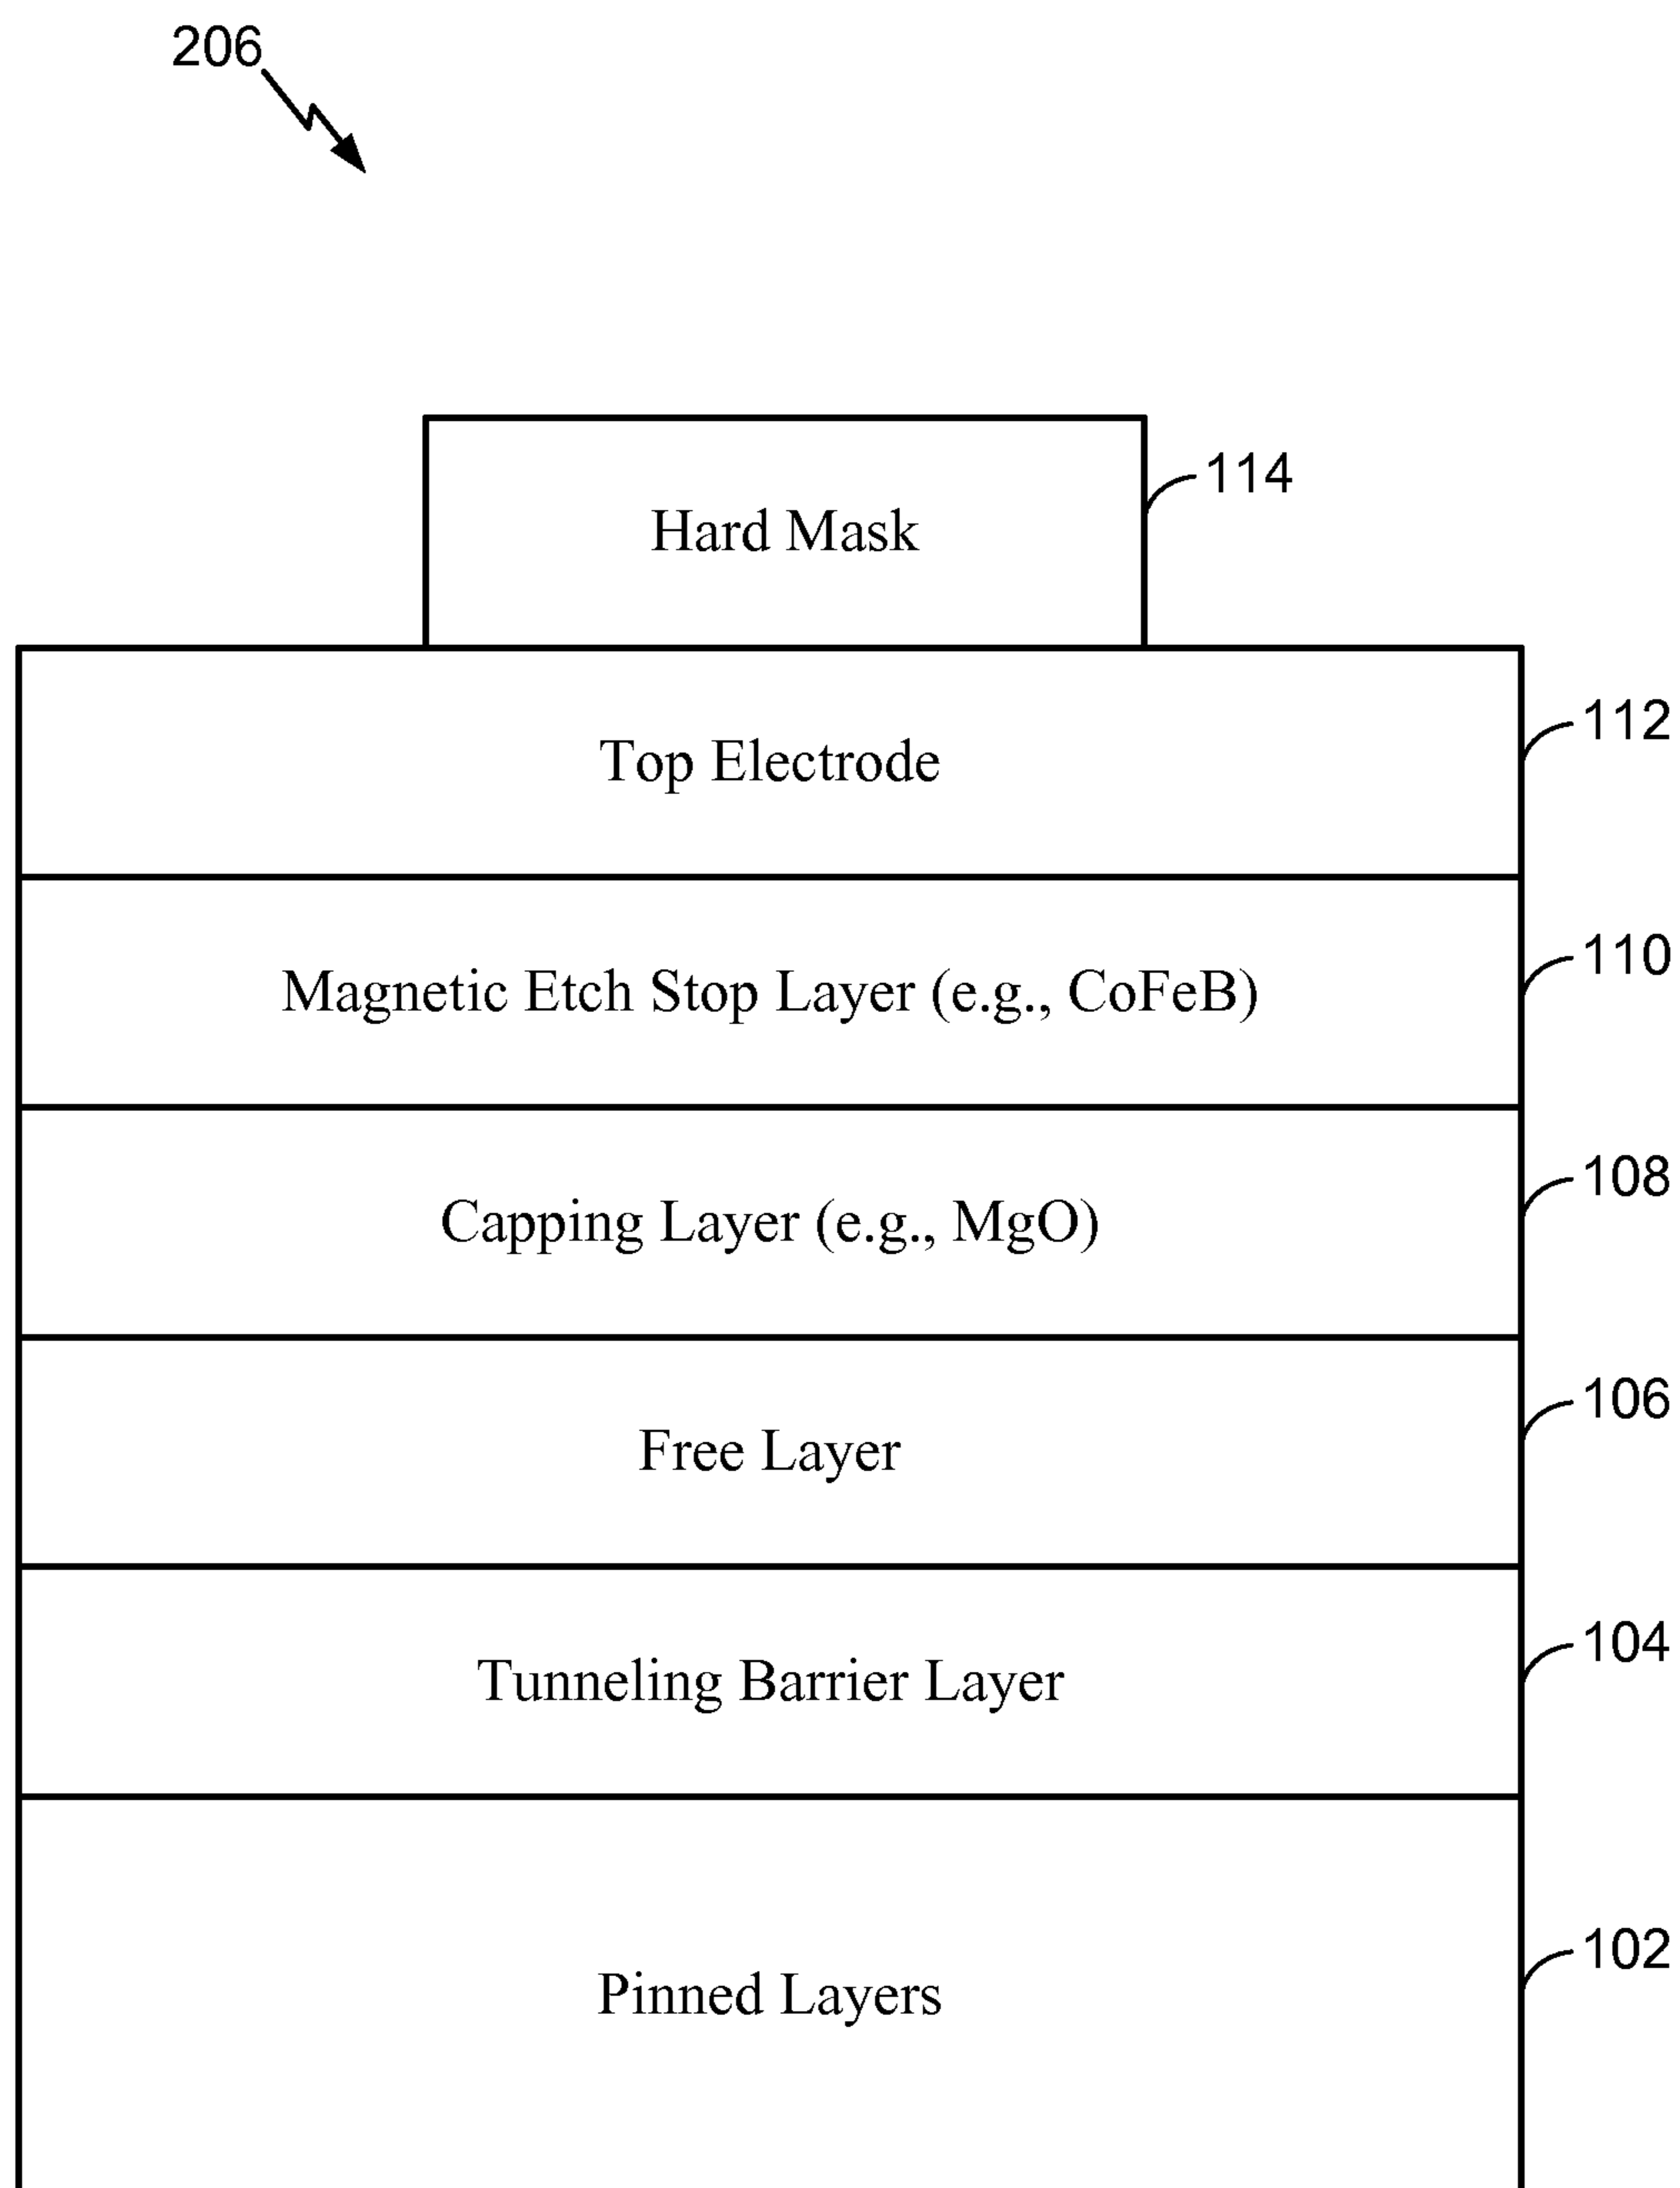 206
Hard Mask
114
Top Electrode
112
Magnetic Etch Stop Layer (e.g., CoFeB)
110
Capping Layer (e.g., MgO)
108
Free Layer
106
Tunneling Barrier Layer
104
Pinned Layers
102